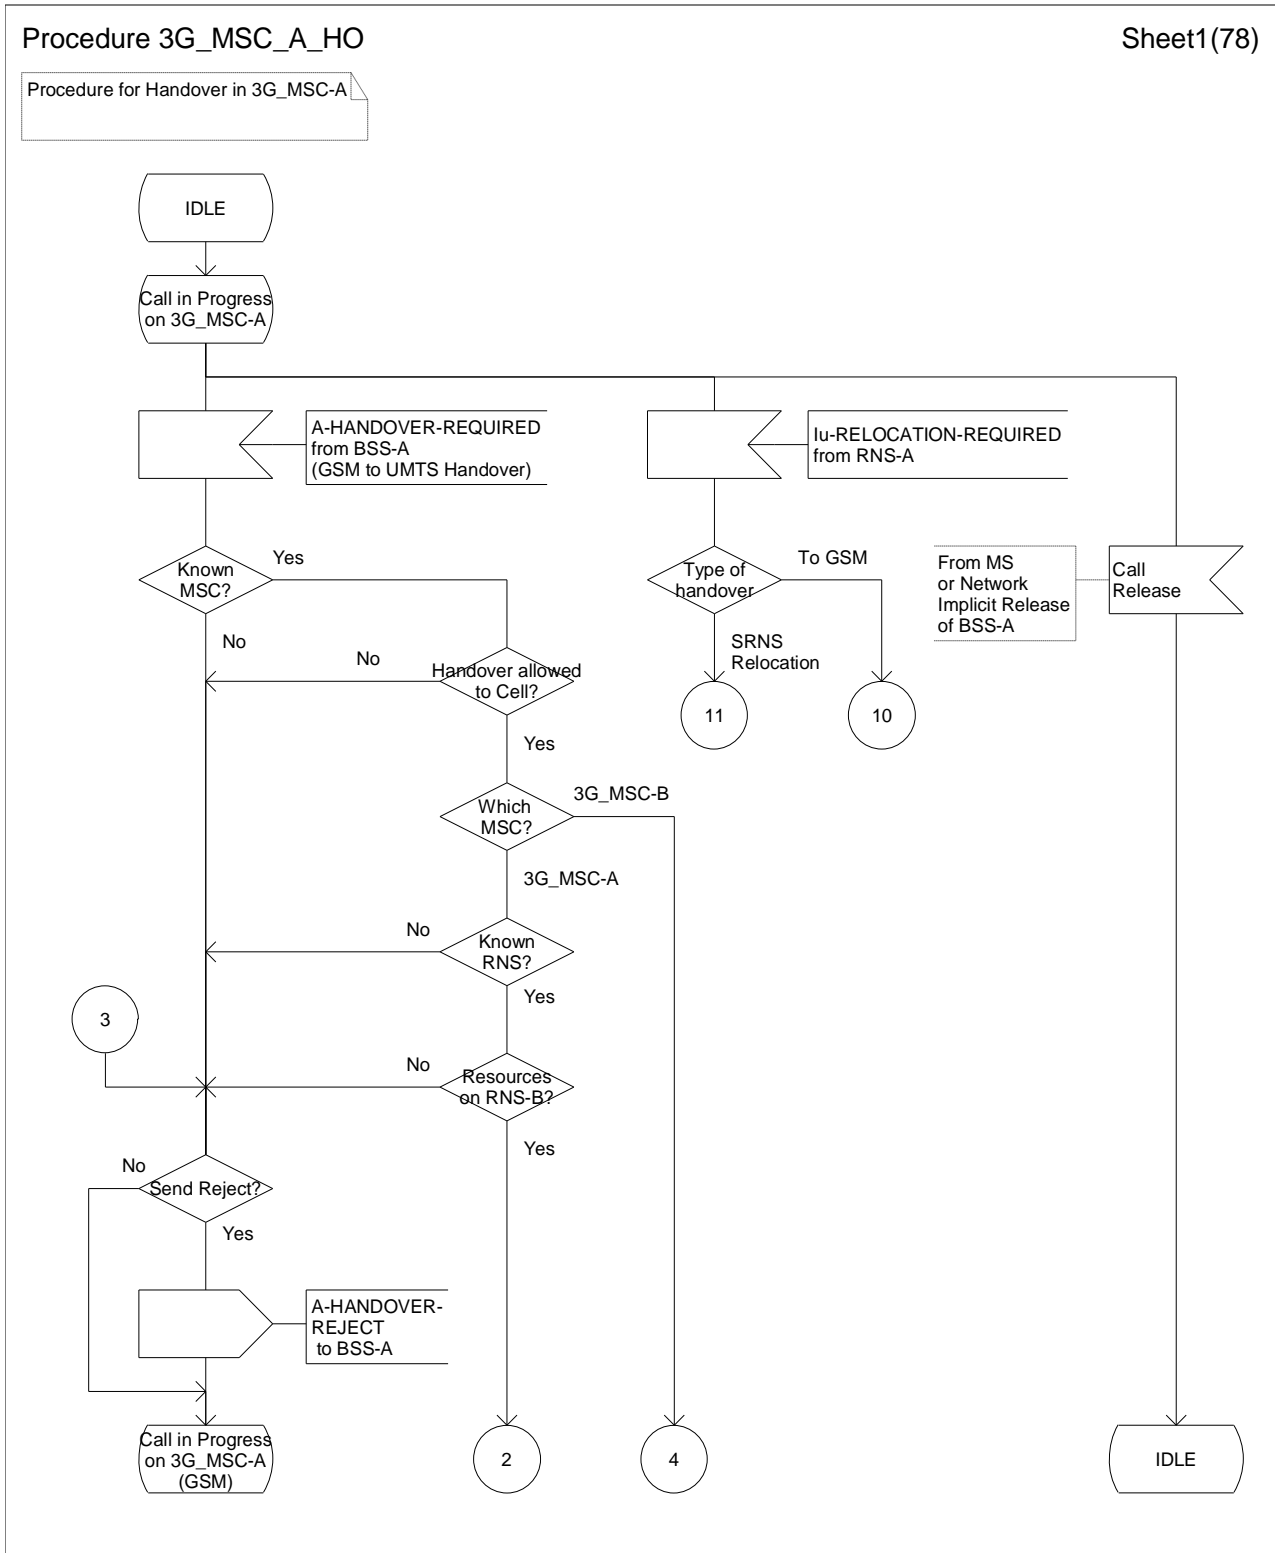 Procedure 3G_MSC_A_HO
Sheet1(78)
Procedure for Handover in 3G_MSC-A
IDLE
Call in Progress
on 3G_MSC-A
A-HANDOVER-REQUIRED
from BSS-A
(GSM to UMTS Handover)
Iu-RELOCATION-REQUIRED
from RNS-A
Known
MSC?
Yes
No
Type of
handover
To GSM
SRNS
Relocation
From MS
or Network
Implicit Release
of BSS-A
Call
Release
No
Handover allowed
to Cell?
Yes
11
10
Which
MSC?
3G_MSC-B
3G_MSC-A
No
Known
RNS?
Yes
3
No
Resources
on RNS-B?
Yes
No
Send Reject?
Yes
A-HANDOVER-
REJECT
to BSS-A
Call in Progress
on 3G_MSC-A
(GSM)
2
4
IDLE